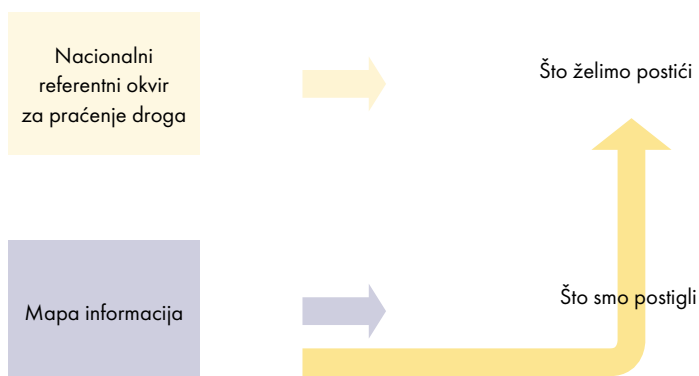 Nacionalni
referentni okvir
za praćenje droga
Što želimo postići
Mapa informacija
Što smo postigli